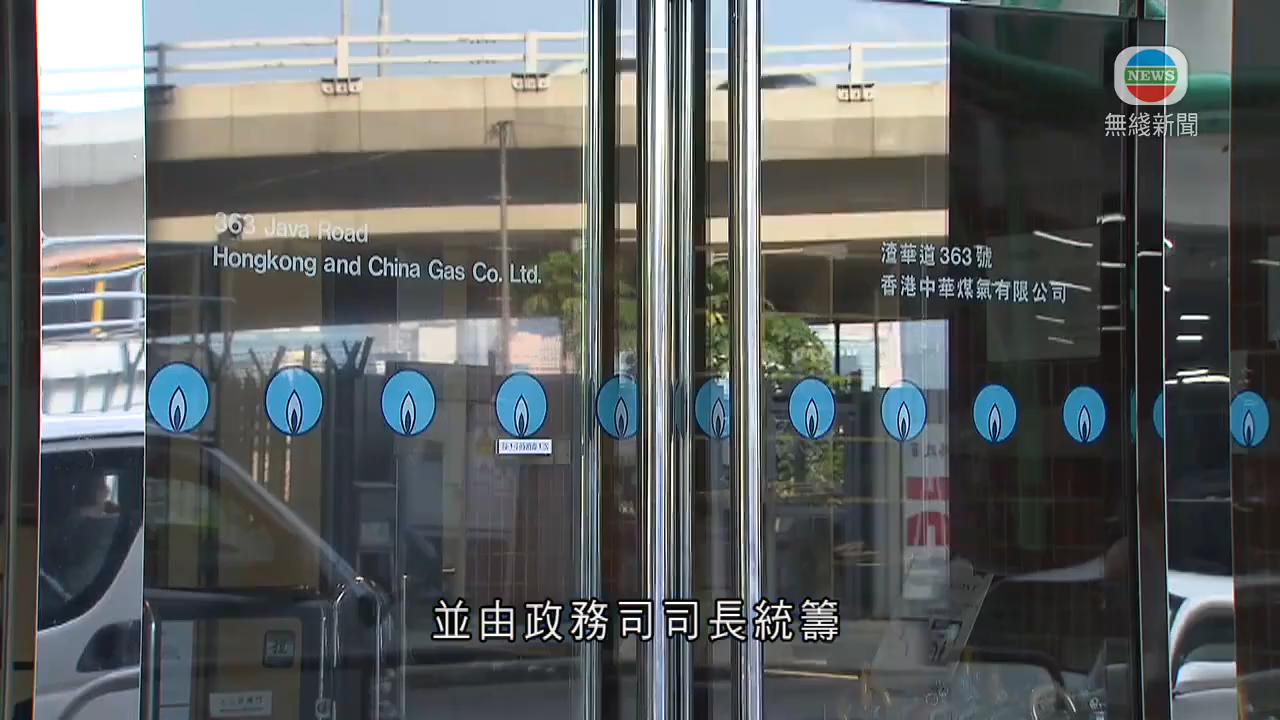 NEWS
無綫新聞
363 Java Road
Hongkong and China Gas Co. Ltd.
渣華道363號
香港中華煤氣有限公司
並由政務司司長統籌
拉